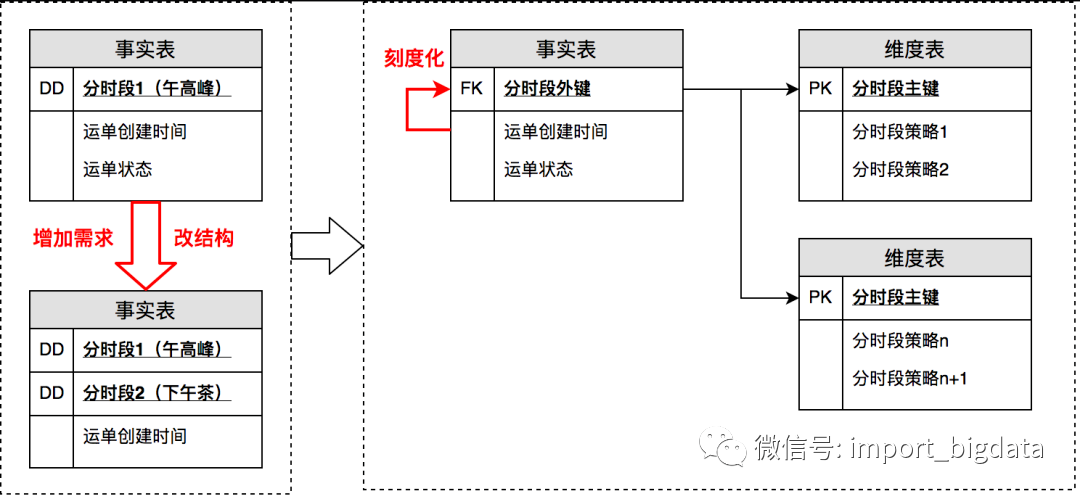 事实表
DD 分时段1（午高峰）
运单创建时间
运单状态
增加需求 改结构
事实表
DD 分时段1（午高峰）
DD 分时段2（下午茶）
运单创建时间
刻度化
事实表
FK 分时段外键
运单创建时间
运单状态
维度表
PK 分时段主键
分时段策略1
分时段策略2
维度表
PK 分时段主键
分时段策略n
分时段策略n+1
微信号: import_bigdata